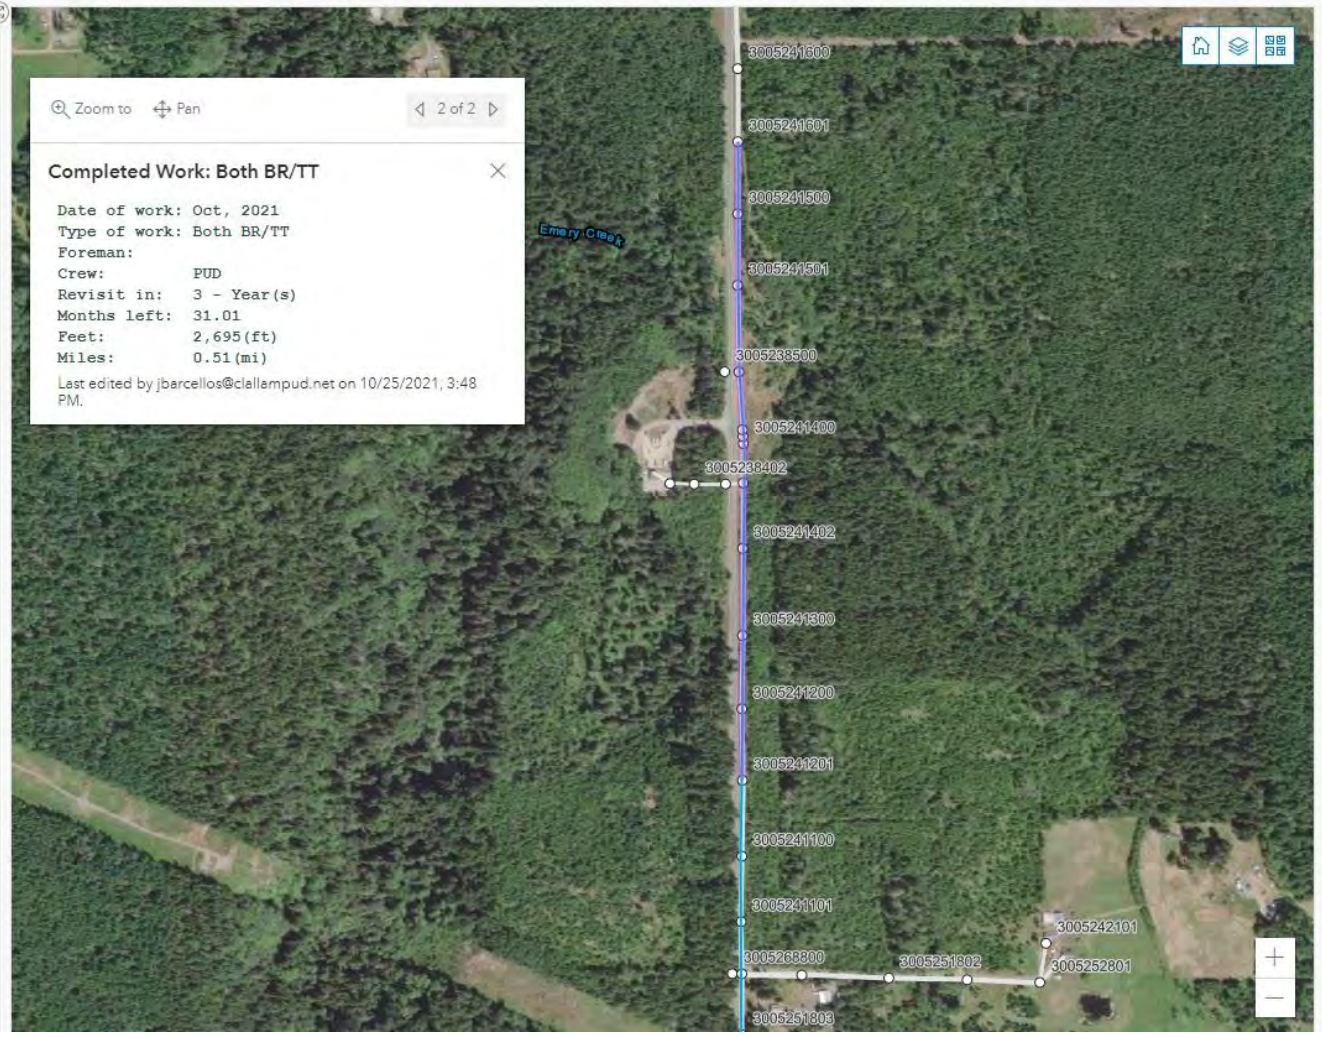 3005241600
Zoom to Pan 2 of 2
3005241601
Completed Work: Both BR/TT
Date of work: Oct, 2021
Type of work: Both BR/TT
Foreman:
Crew: PUD
Revisit in: 3 - Year(s)
Months left: 31.01
Feet: 2,695(ft)
Miles: 0.51(mi)
Last edited by jbarcellos@clallampud.net on 10/25/2021, 3:48
PM.
3005241500
Emery Creek
3005241501
3005238500
3005241400
3005238402
3005241402
3005241300
3005241200
3005241201
3005241100
3005241101
3005242101
3005268800
3005251802
3005252801
3005251803